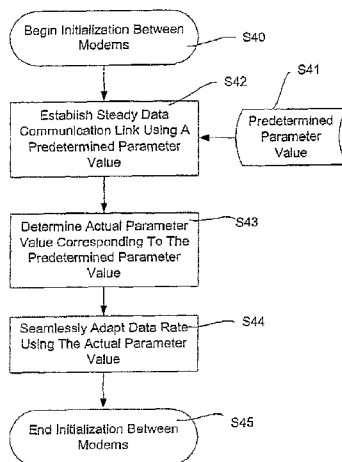 Begin Initialization Between
Modems
S40
S41
S42
Establish Steady Data
Communication Link Using A
Predetermined Parameter
Value
Predetermined
Parameter
Value
S43
Determine Actual Parameter
Value Corresponding To The
Predetermined Parameter
Value
S44
Seamlessly Adapt Data Rate
Using The Actual Parameter
Value
S45
End Initialization Between
Modems